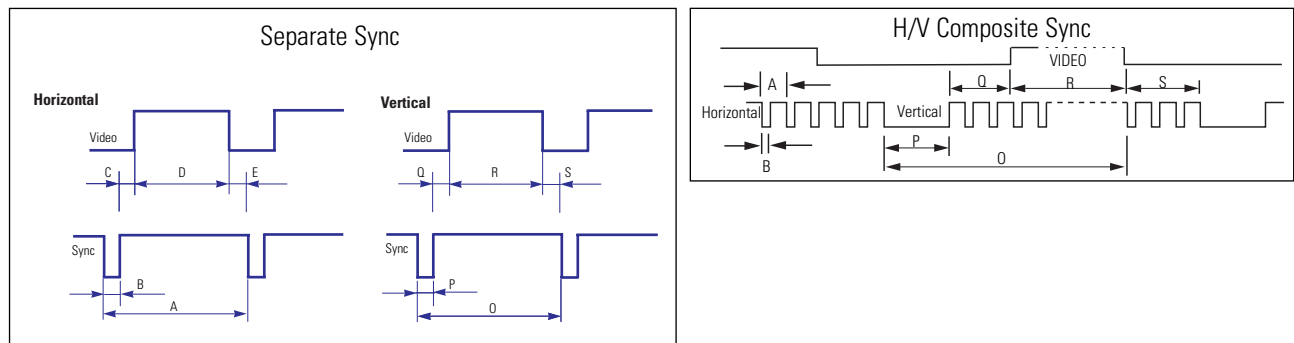 Separate Sync
Horizontal
Video
C D E
Sync
B
A
Vertical
Video
Q R S
Sync
P
O
H/V Composite Sync
VIDEO
A Q R S
Horizontal Vertical
P
B O